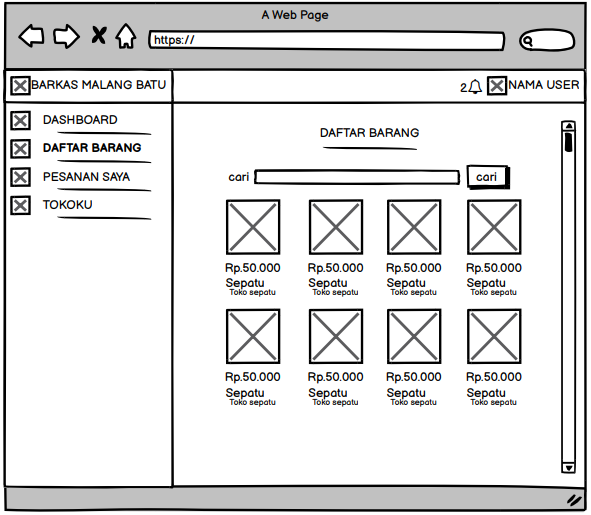 A Web Page
https://
BARKAS MALANG BATU
2
NAMA USER
DASHBOARD
DAFTAR BARANG
PESANAN SAYA
TOKOKU
DAFTAR BARANG
cari
cari
Rp.50.000 Rp.50.000 Rp.50.000 Rp.50.000
Sepatu Sepatu Sepatu Sepatu
Toko sepatu Toko sepatu Toko sepatu Toko sepatu
Rp.50.000 Rp.50.000 Rp.50.000 Rp.50.000
Sepatu Sepatu Sepatu Sepatu
Toko sepatu Toko sepatu Toko sepatu Toko sepatu